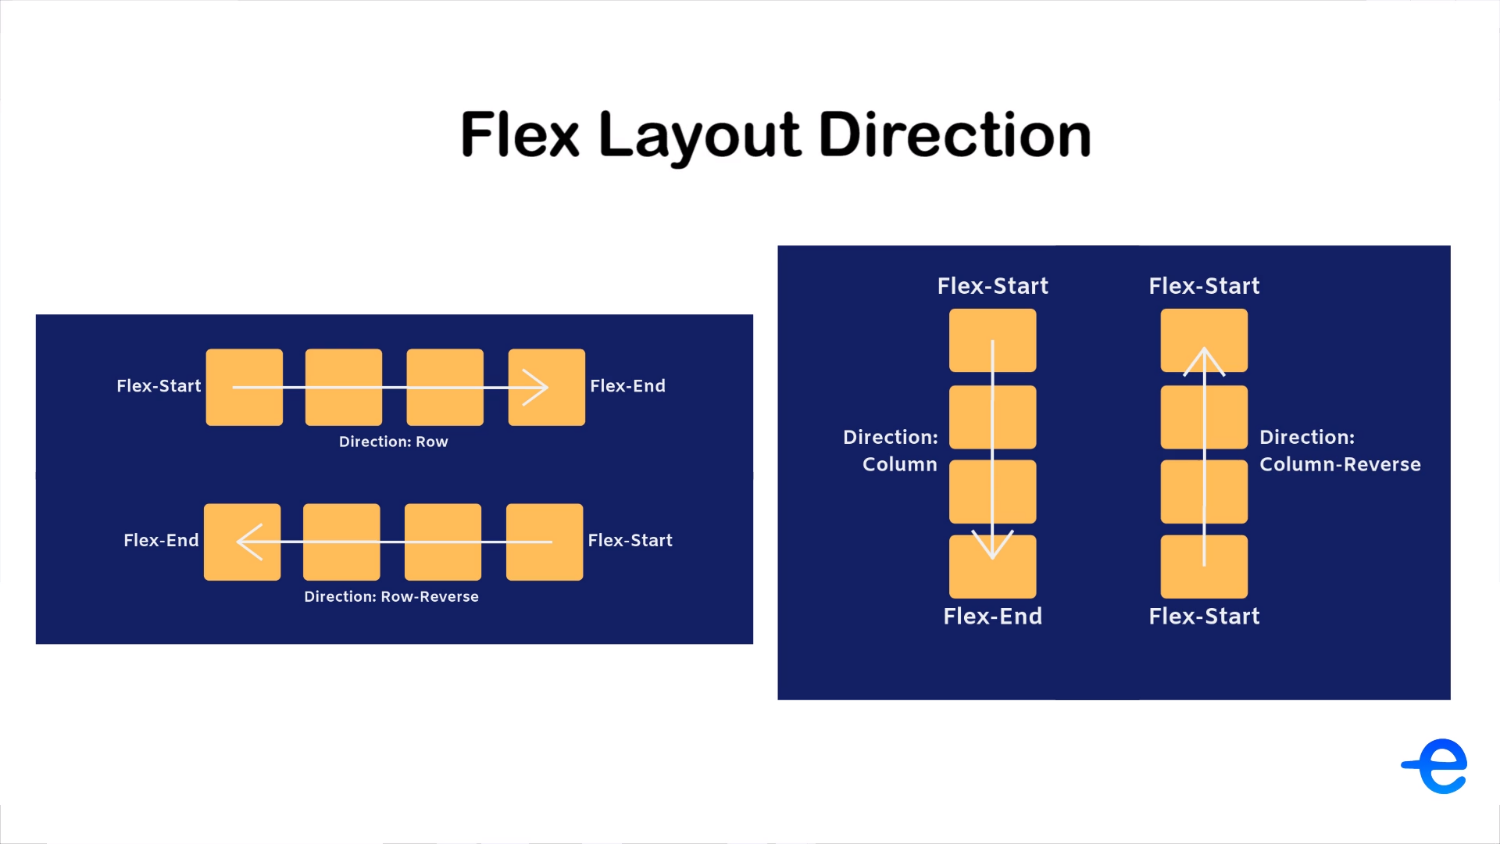 Flex Layout Direction
Flex-Start
Flex-End
Direction: Row
Flex-End
Flex-Start
Direction: Row-Reverse
Flex-Start
Direction:
Column
Flex-End
Flex-Start
Direction:
Column-Reverse
Flex-Start
e